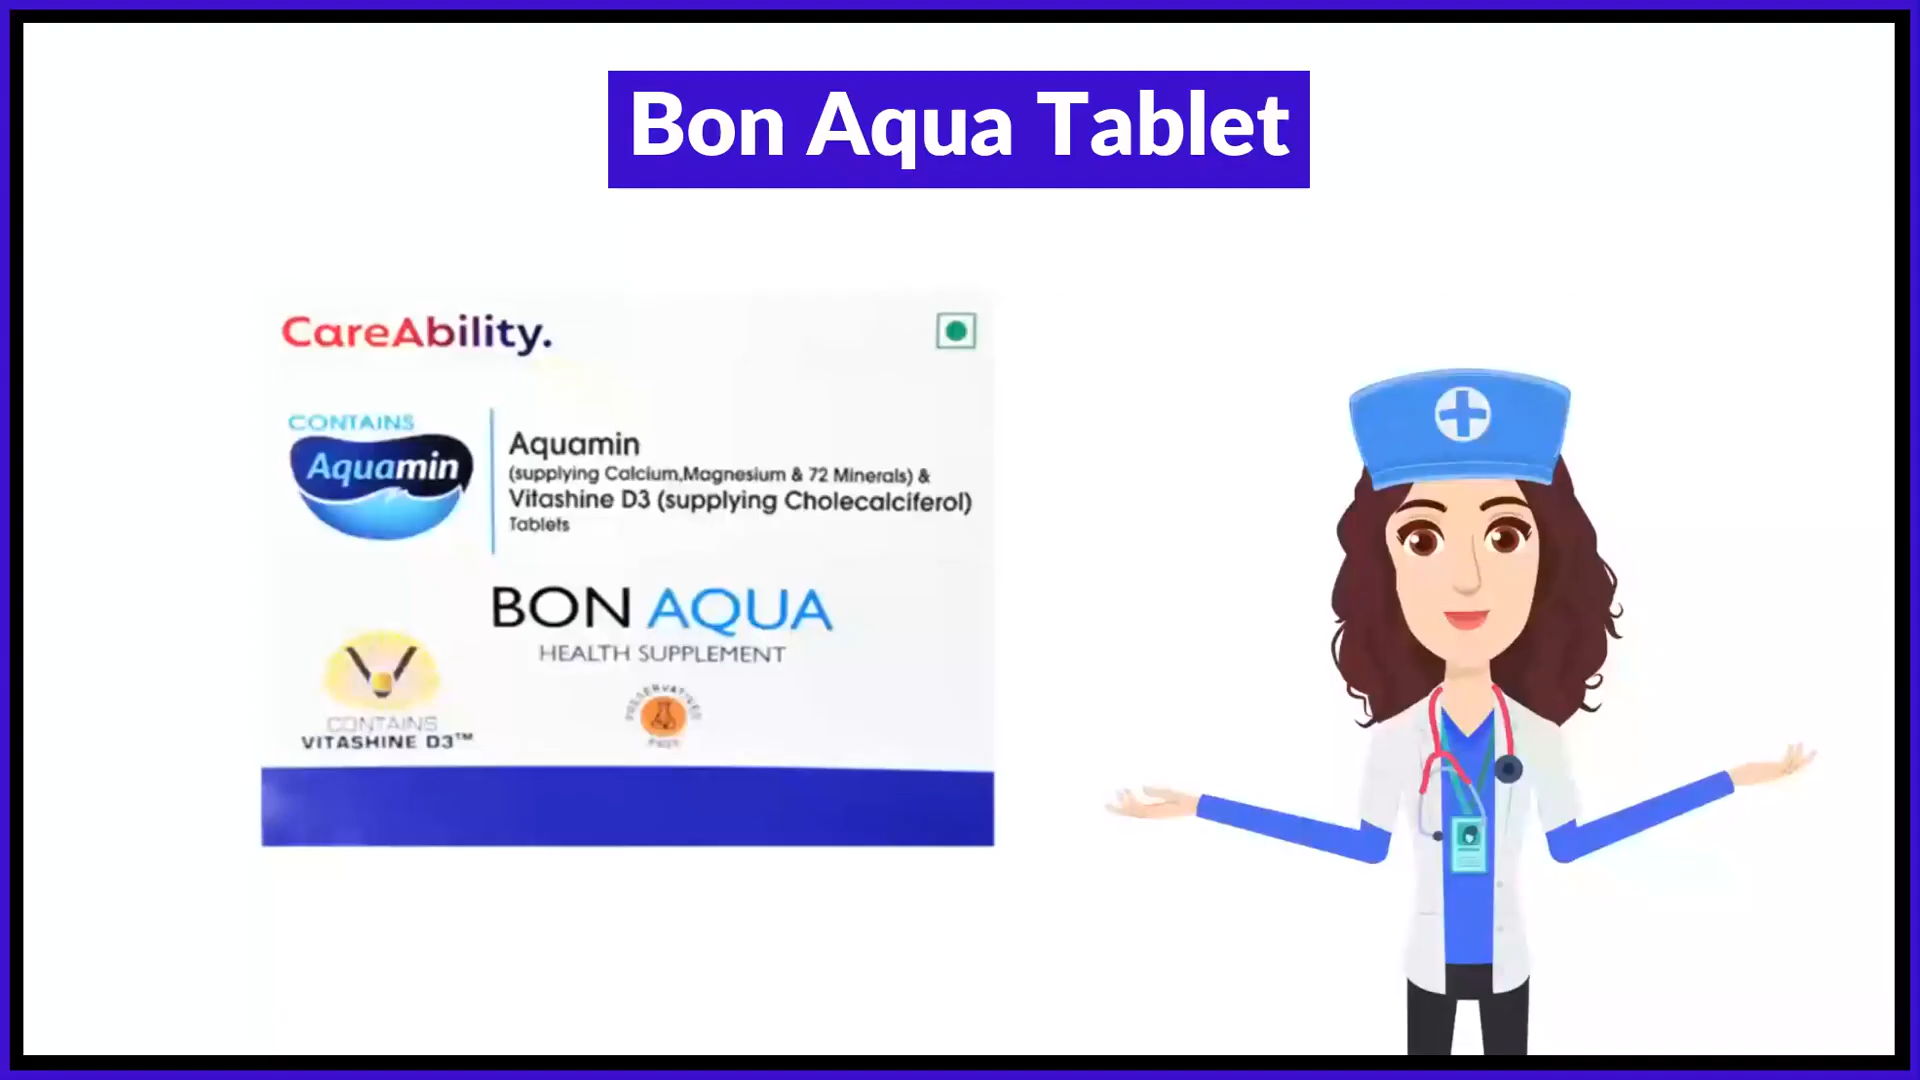 Bon Aqua Tablet
CareAbility.
CONTAINS
Aquamin
Aquamin
(supplying Calcium,Magnesium & 72 Minerals) &
Vitashine D3 (supplying Cholecalciferol)
Tablets
BON AQUA
HEALTH SUPPLEMENT
CONTAINS
VITASHINE D3™